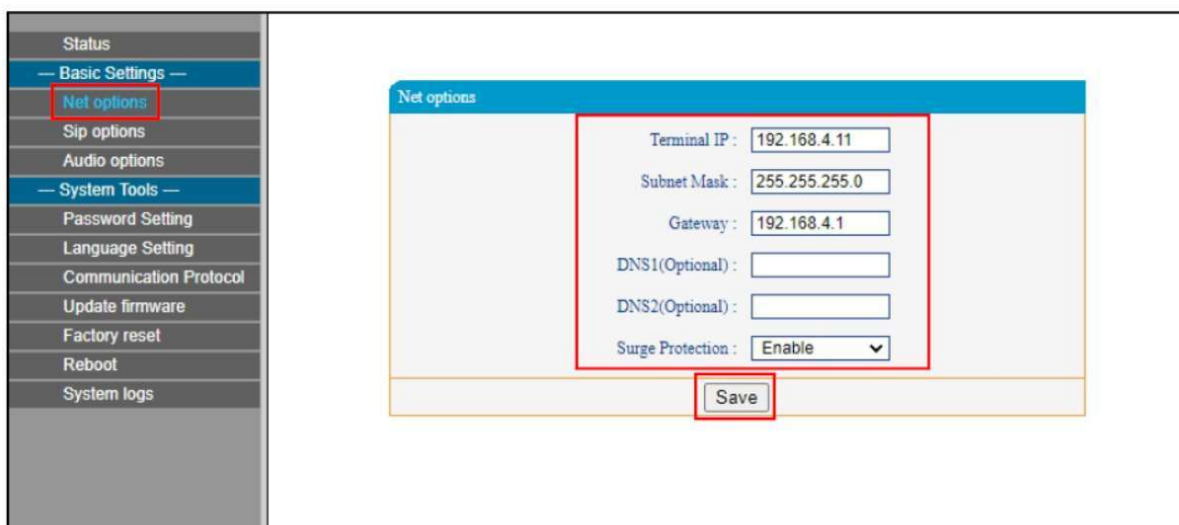 Status
— Basic Settings —
Net options
Sip options
Audio options
— System Tools —
Password Setting
Language Setting
Communication Protocol
Update firmware
Factory reset
Reboot
System logs
Net options
Terminal IP : 192.168.4.11
Subnet Mask : 255.255.255.0
Gateway : 192.168.4.1
DNS1(Optional) :
DNS2(Optional) :
Surge Protection : Enable
Save